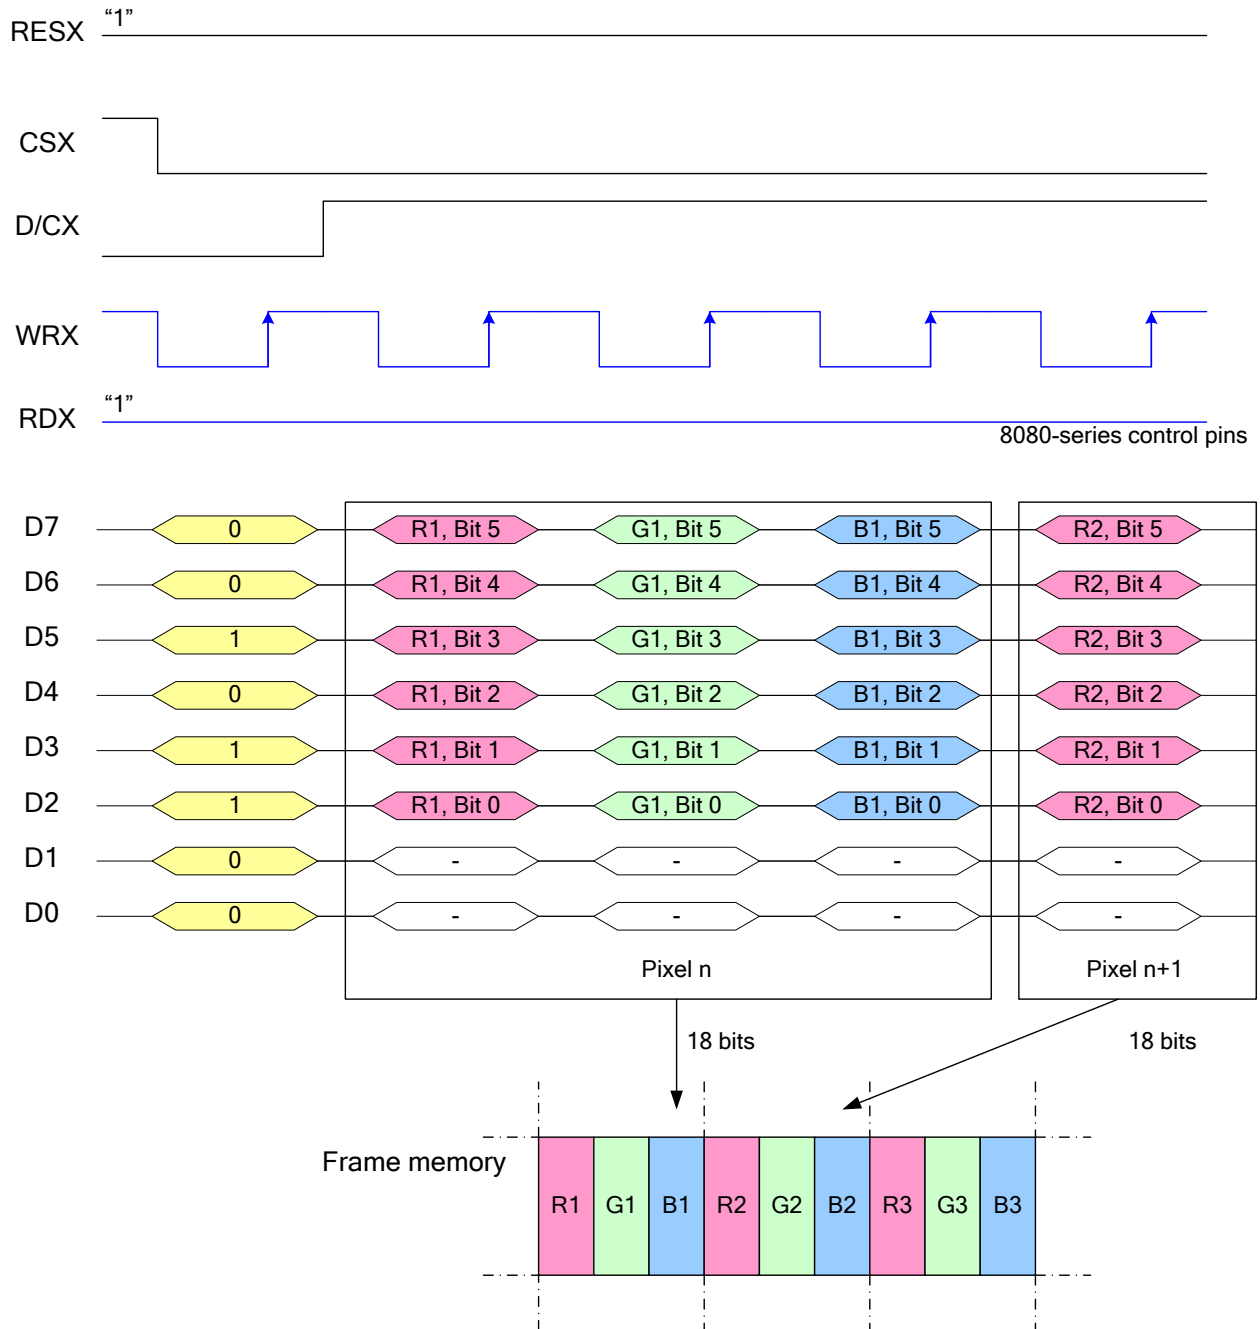 RESX “1”
CSX
D/CX
WRX
RDX “1”
8080-series control pins
D7 0 R1, Bit 5 G1, Bit 5 B1, Bit 5 R2, Bit 5
D6 0 R1, Bit 4 G1, Bit 4 B1, Bit 4 R2, Bit 4
D5 1 R1, Bit 3 G1, Bit 3 B1, Bit 3 R2, Bit 3
D4 0 R1, Bit 2 G1, Bit 2 B1, Bit 2 R2, Bit 2
D3 1 R1, Bit 1 G1, Bit 1 B1, Bit 1 R2, Bit 1
D2 1 R1, Bit 0 G1, Bit 0 B1, Bit 0 R2, Bit 0
D1 0 - - - -
D0 0 - - - -
Pixel n Pixel n+1
18 bits 18 bits
Frame memory
R1 G1 B1 R2 G2 B2 R3 G3 B3